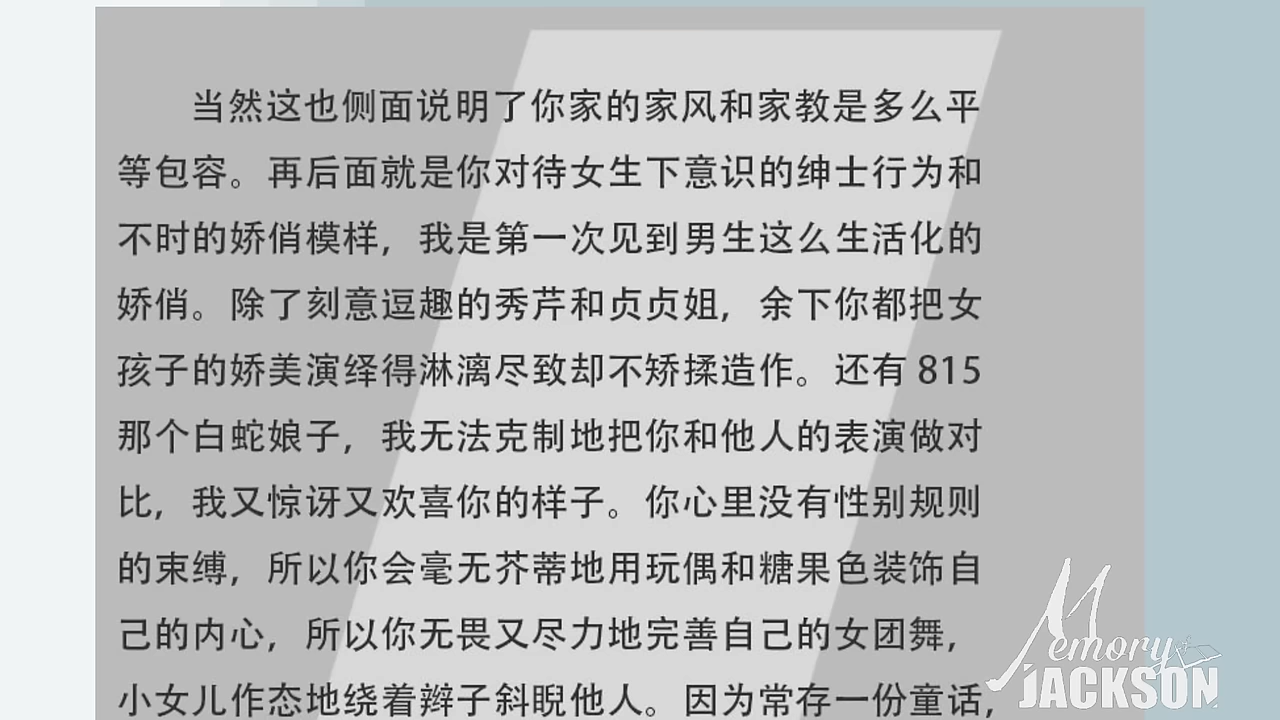 当然这也侧面说明了你家的家风和家教是多么平
等包容。再后面就是你对待女生下意识的绅士行为和
不时的娇俏模样，我是第一次见到男生这么生活化的
娇俏。除了刻意逗趣的秀芹和贞贞姐，余下你都把女
孩子的娇美演绎得淋漓尽致却不矫揉造作。还有 815
那个白蛇娘子，我无法克制地把你和他人的表演做对
比，我又惊讶又欢喜你的样子。你心里没有性别规则
的束缚，所以你会毫无芥蒂地用玩偶和糖果色装饰自
己的内心，所以你无畏又尽力地完善自己的女团舞，
小女儿作态地绕着辫子斜睨他人。因为常存一份童话，
Memory
JACKSON